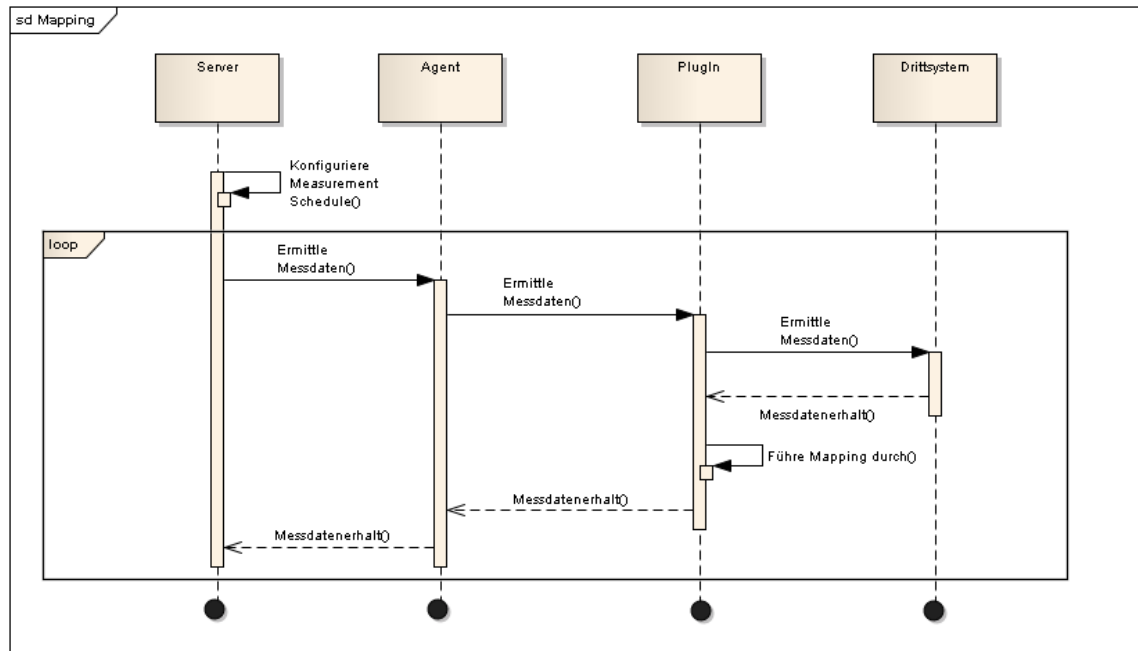 sd Mapping
Server
Agent
PlugIn
Drittsystem
Konfiguriere
Measurement
Schedule()
loop
Ermittle
Messdaten()
Ermittle
Messdaten()
Ermittle
Messdaten()
Messdatenerhalt()
Führe Mapping durch()
Messdatenerhalt()
Messdatenerhalt()